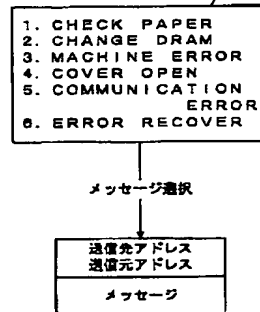 1. CHECK PAPER
2. CHANGE DRAM
3. MACHINE ERROR
4. COVER OPEN
5. COMMUNICATION
ERROR
6. ERROR RECOVER
メッセージ選択
送信先アドレス
送信元アドレス
メッセージ